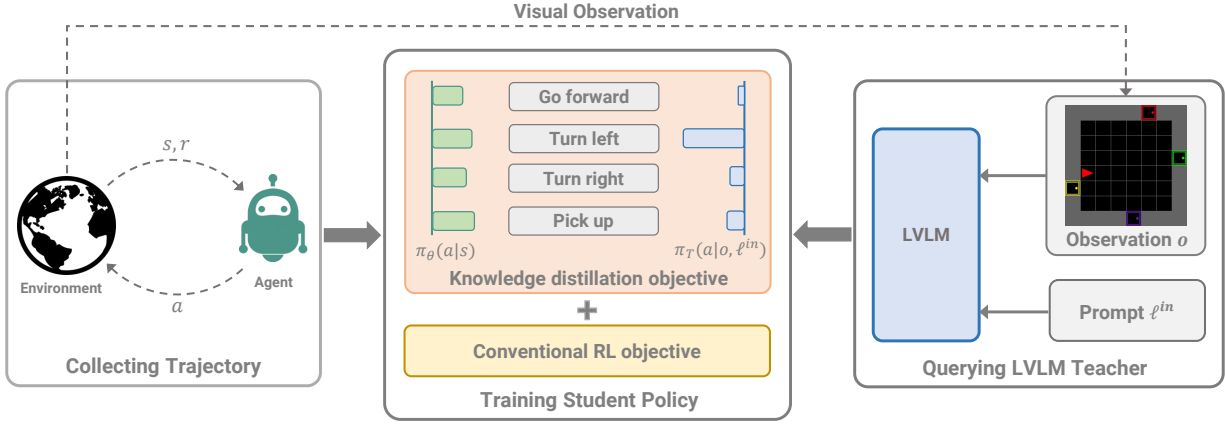 Visual Observation
s, r
a
Environment
Agent
Collecting Trajectory
Go forward
Turn left
Turn right
Pick up
π_θ(a|s)
π_T(a|o, ℓ^{in})
Knowledge distillation objective
+
Conventional RL objective
Training Student Policy
LVLM
Observation o
Prompt ℓ^{in}
Querying LVLM Teacher